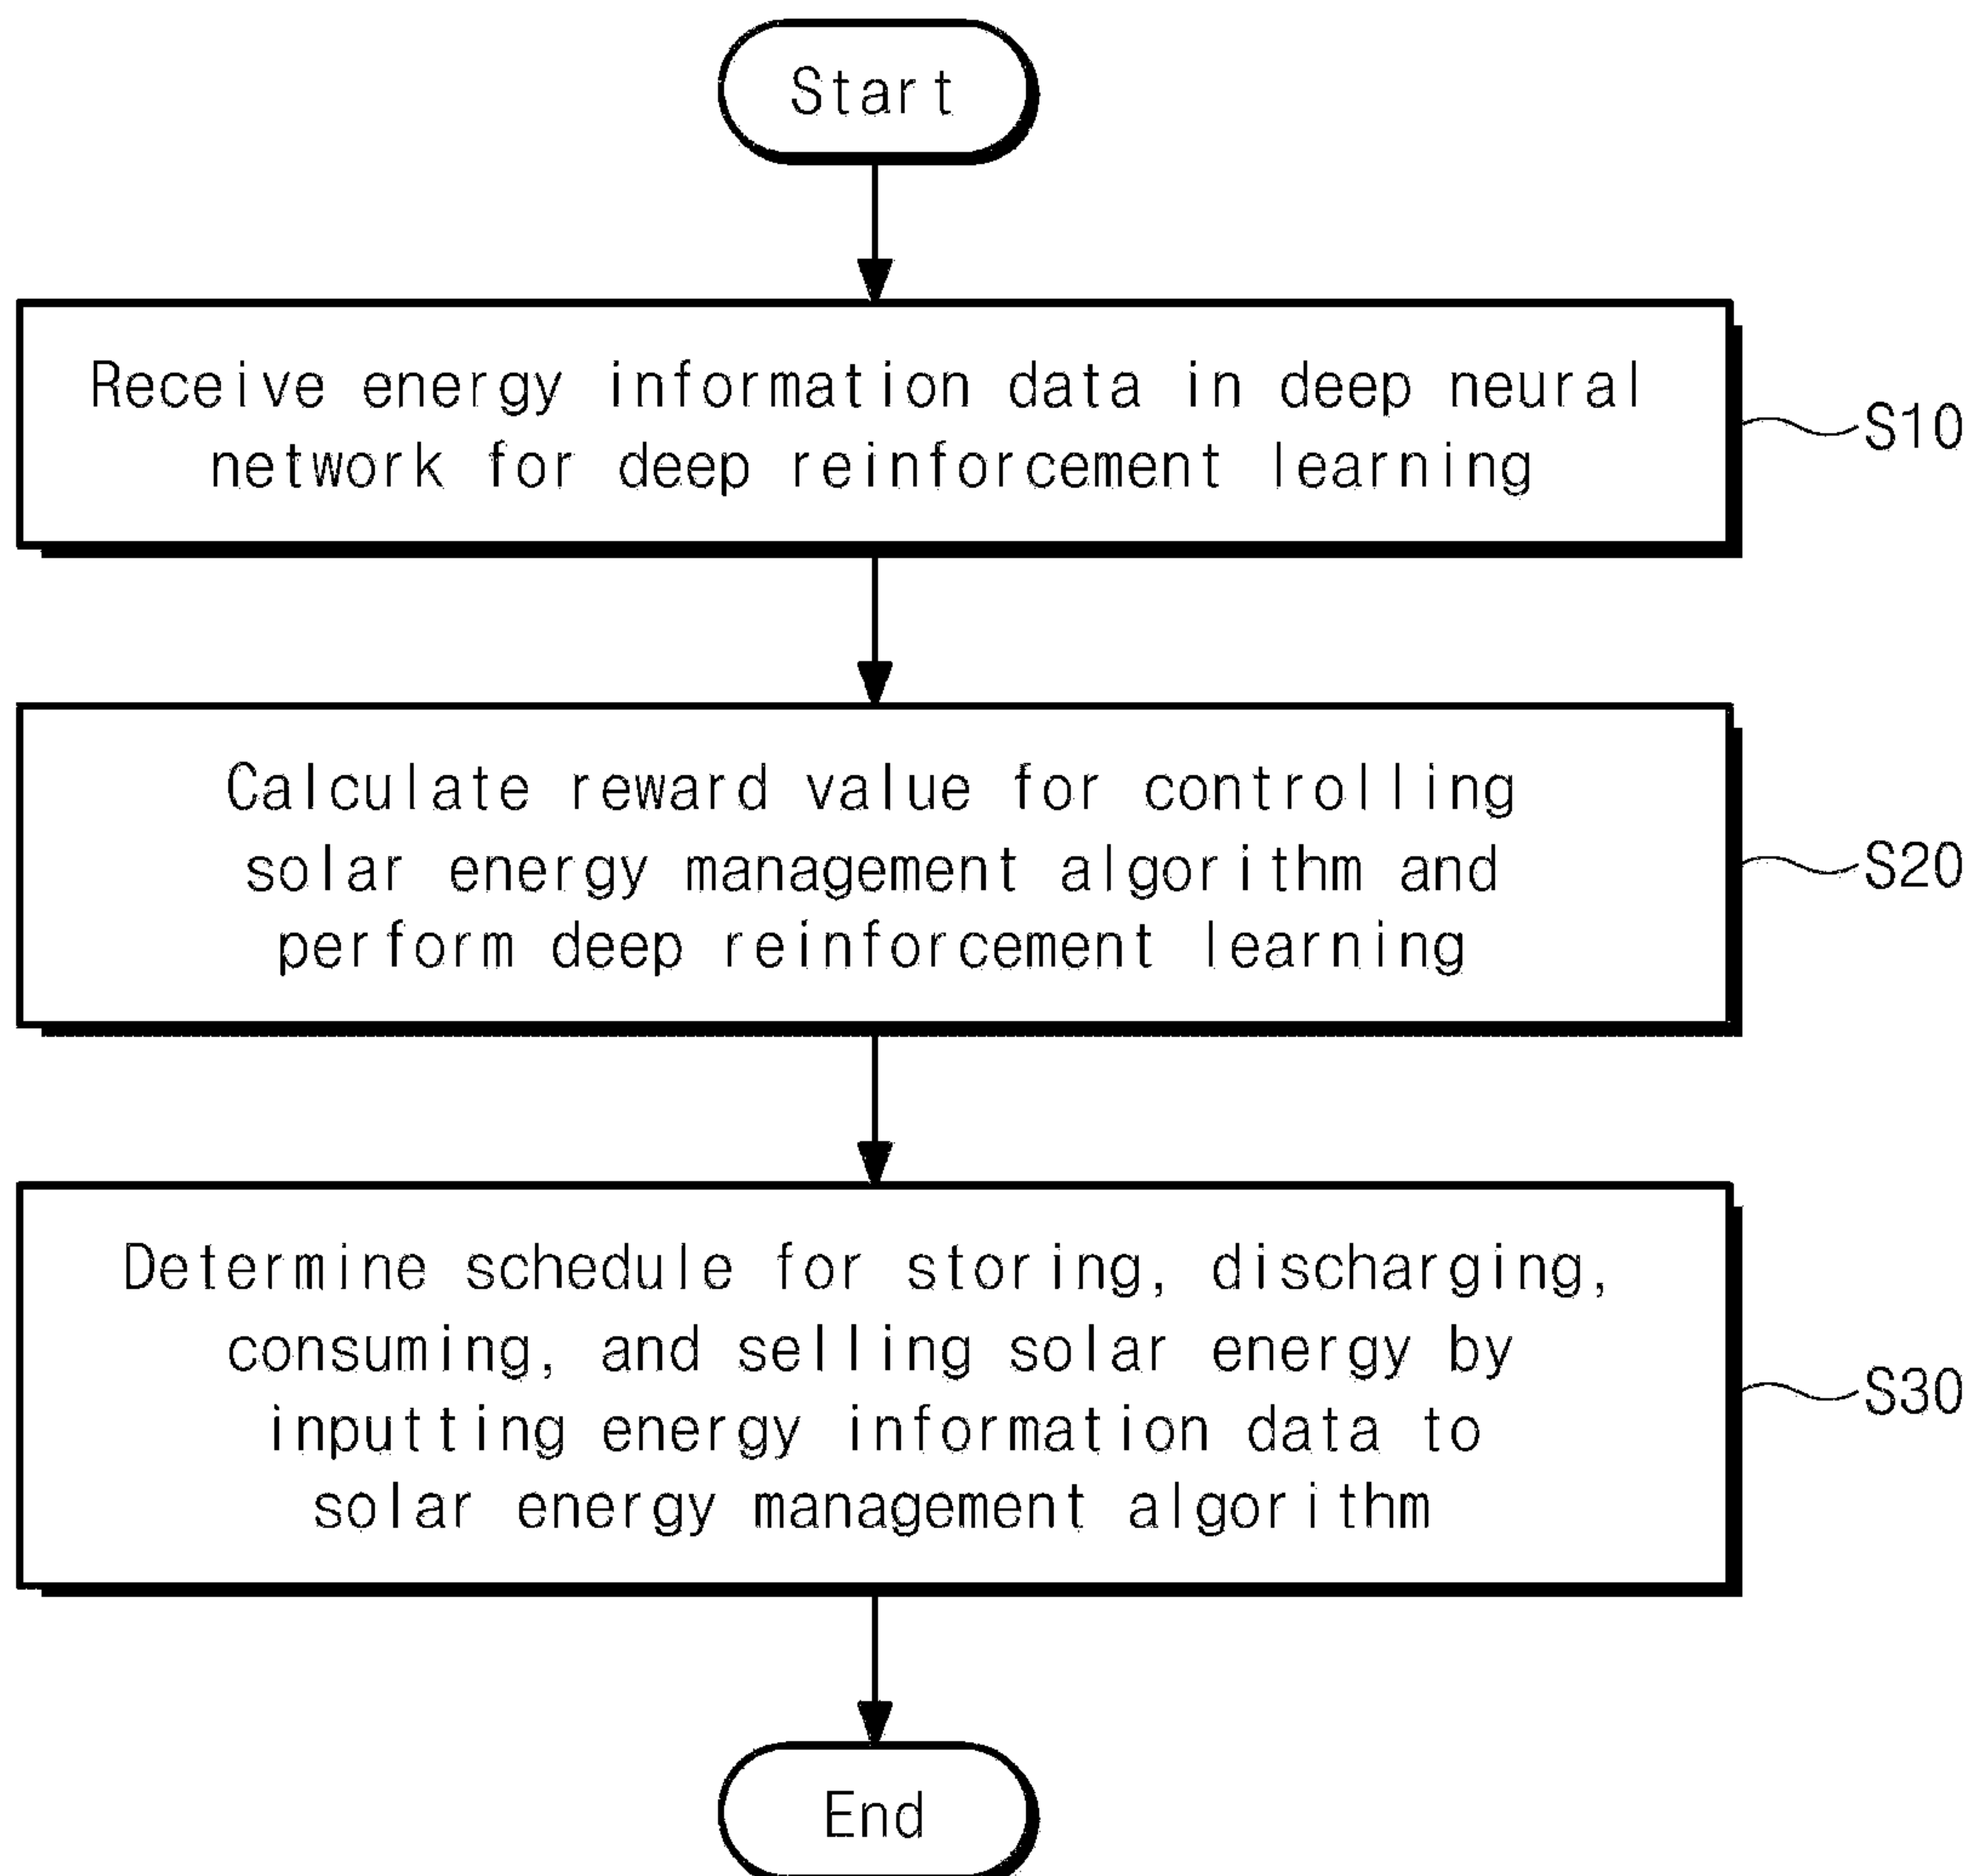 Start
Receive energy information data in deep neural
network for deep reinforcement learning
S10
Calculate reward value for controlling
solar energy management algorithm and
perform deep reinforcement learning
S20
Determine schedule for storing, discharging,
consuming, and selling solar energy by
inputting energy information data to
solar energy management algorithm
S30
End